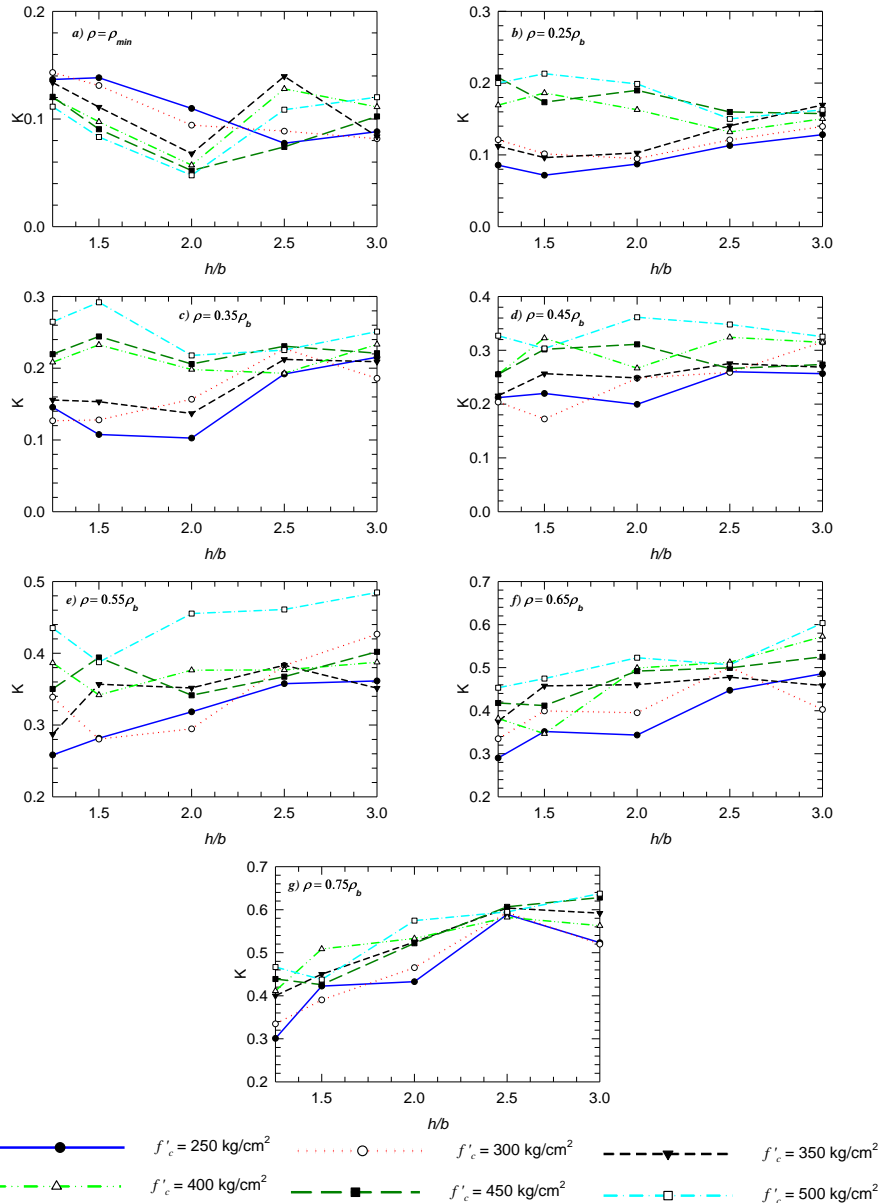 a) ρ = ρmin
0.2
0.1
0.0
K
1.5 2.0 2.5 3.0
h/b
b) ρ = 0.25ρb
0.3
0.2
0.1
0.0
K
1.5 2.0 2.5 3.0
h/b
c) ρ = 0.35ρb
0.3
0.2
0.1
0.0
K
1.5 2.0 2.5 3.0
h/b
d) ρ = 0.45ρb
0.4
0.3
0.2
0.1
0.0
K
1.5 2.0 2.5 3.0
h/b
e) ρ = 0.55ρb
0.5
0.4
0.3
0.2
K
1.5 2.0 2.5 3.0
h/b
f) ρ = 0.65ρb
0.7
0.6
0.5
0.4
0.3
0.2
K
1.5 2.0 2.5 3.0
h/b
g) ρ = 0.75ρb
0.7
0.6
0.5
0.4
0.3
0.2
K
1.5 2.0 2.5 3.0
h/b
f'c = 250 kg/cm²
f'c = 300 kg/cm²
f'c = 350 kg/cm²
f'c = 400 kg/cm²
f'c = 450 kg/cm²
f'c = 500 kg/cm²